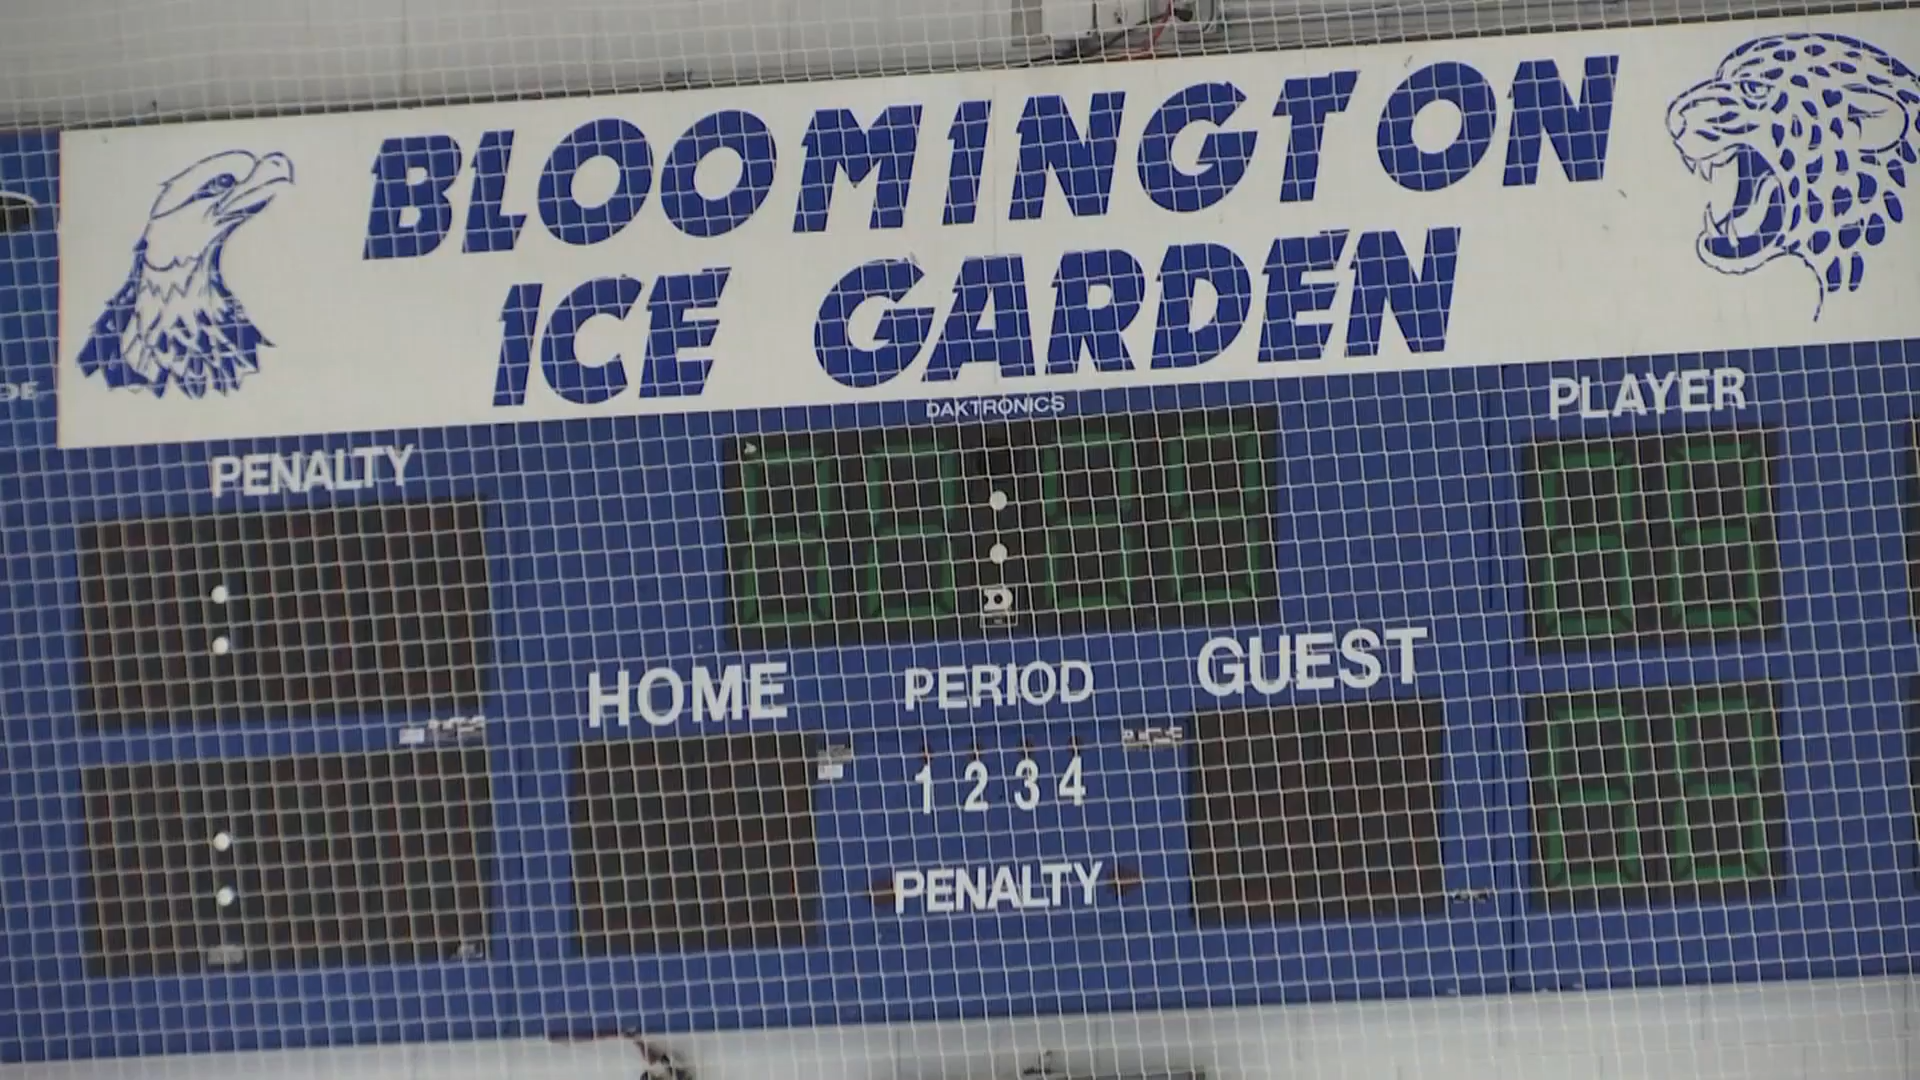 BLOOMINGTON
ICE GARDEN
DAKTRONICS
PLAYER
PENALTY
HOME
PERIOD
GUEST
1 2 3 4
PENALTY